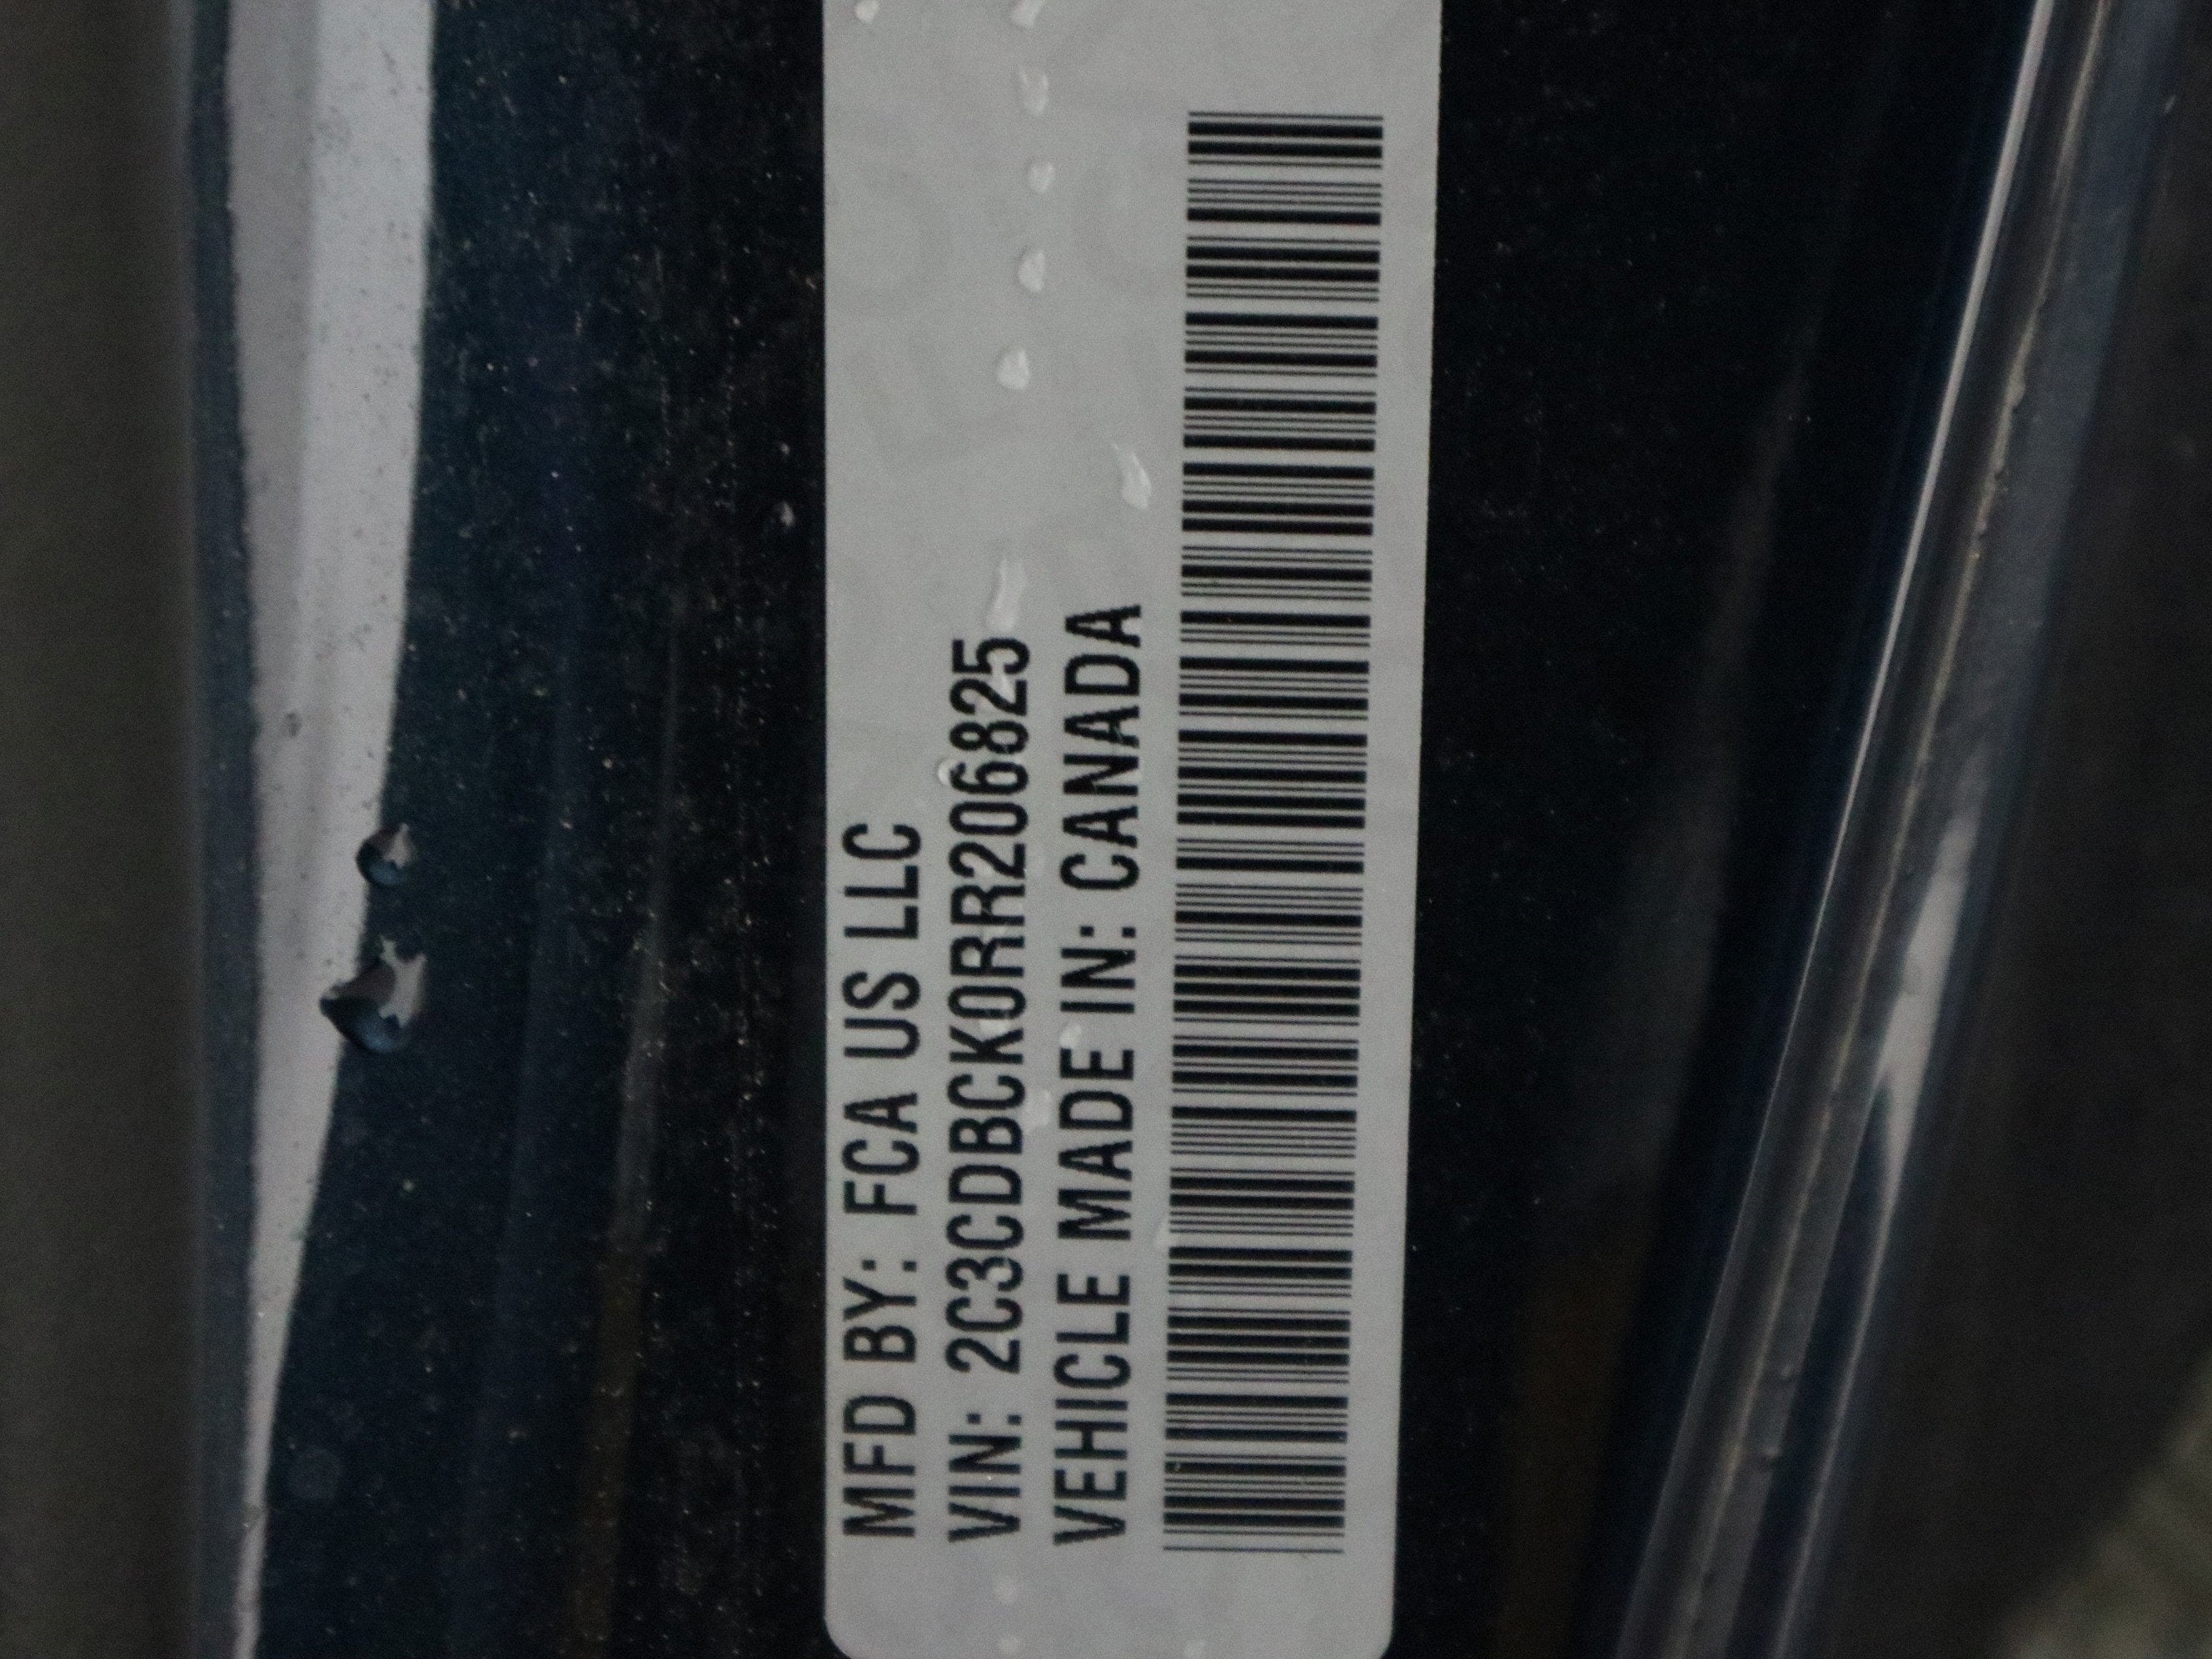 MFD BY: FCA US LLC
VIN: 2C3CDBCK0RR206825
VEHICLE MADE IN: CANADA